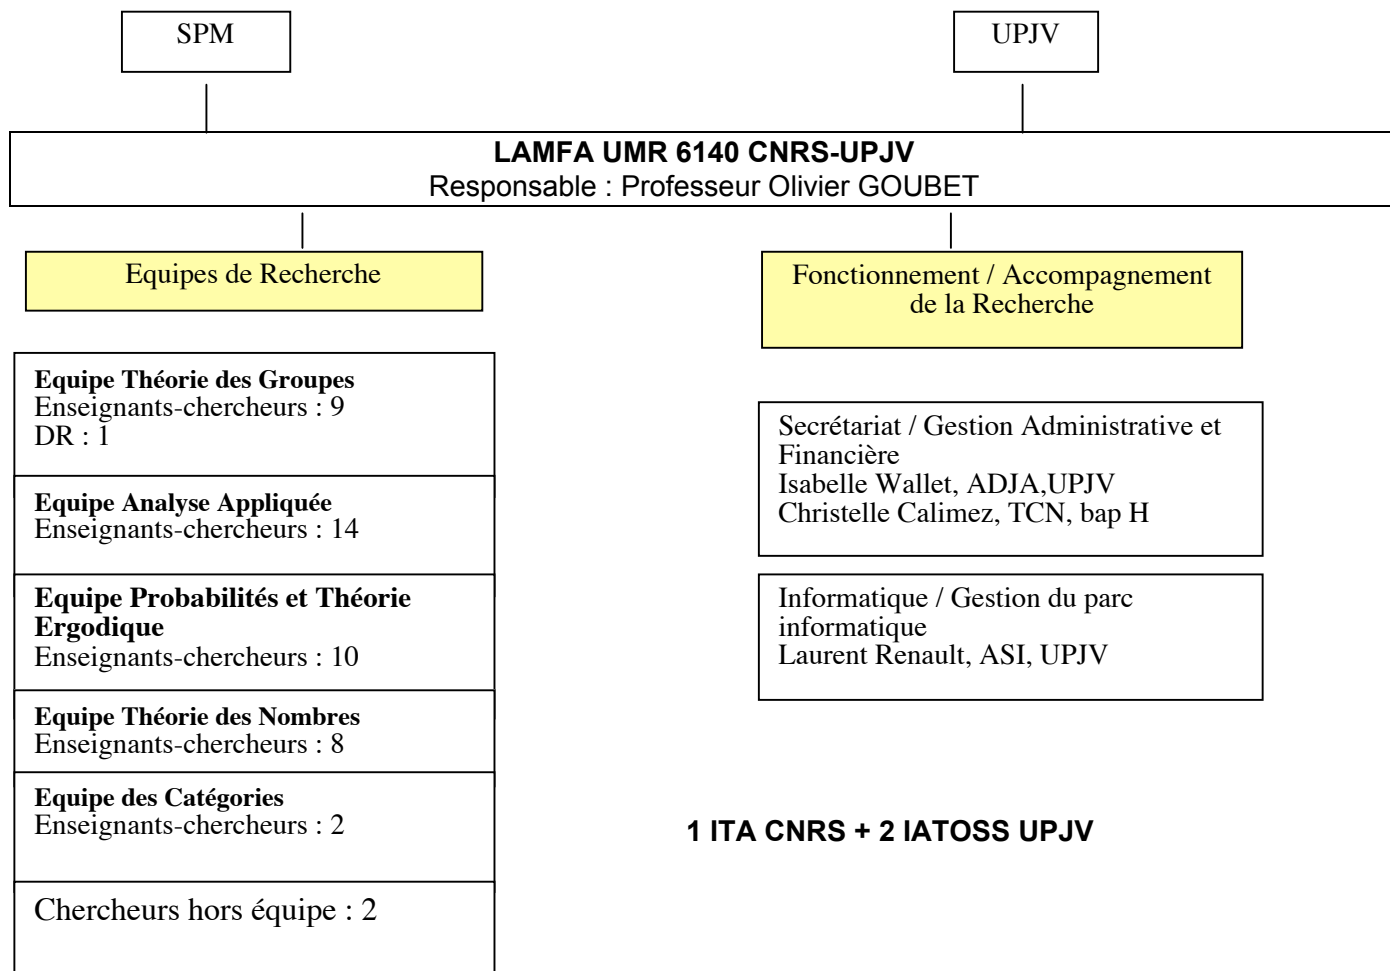 SPM
UPJV
LAMFA UMR 6140 CNRS-UPJV
Responsable : Professeur Olivier GOUBET
Equipes de Recherche
Fonctionnement / Accompagnement
de la Recherche
Equipe Théorie des Groupes
Enseignants-chercheurs : 9
DR : 1
Equipe Analyse Appliquée
Enseignants-chercheurs : 14
Equipe Probabilités et Théorie
Ergodique
Enseignants-chercheurs : 10
Equipe Théorie des Nombres
Enseignants-chercheurs : 8
Equipe des Catégories
Enseignants-chercheurs : 2
Chercheurs hors équipe : 2
Secrétariat / Gestion Administrative et
Financière
Isabelle Wallet, ADJA,UPJV
Christelle Calimez, TCN, bap H
Informatique / Gestion du parc
informatique
Laurent Renault, ASI, UPJV
1 ITA CNRS + 2 IATOSS UPJV